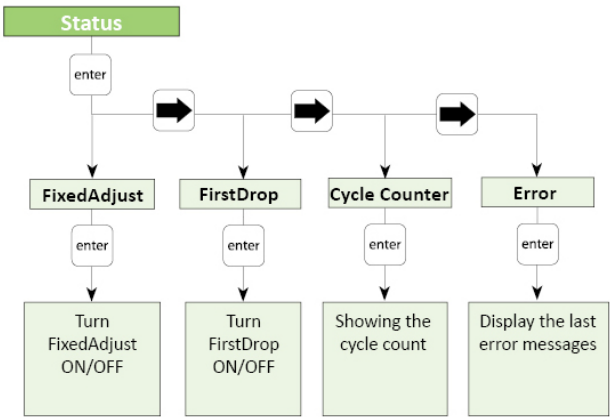 Status
enter
FixedAdjust
FirstDrop
Cycle Counter
Error
enter
enter
enter
enter
Turn
FixedAdjust
ON/OFF
Turn
FirstDrop
ON/OFF
Showing the
cycle count
Display the last
error messages